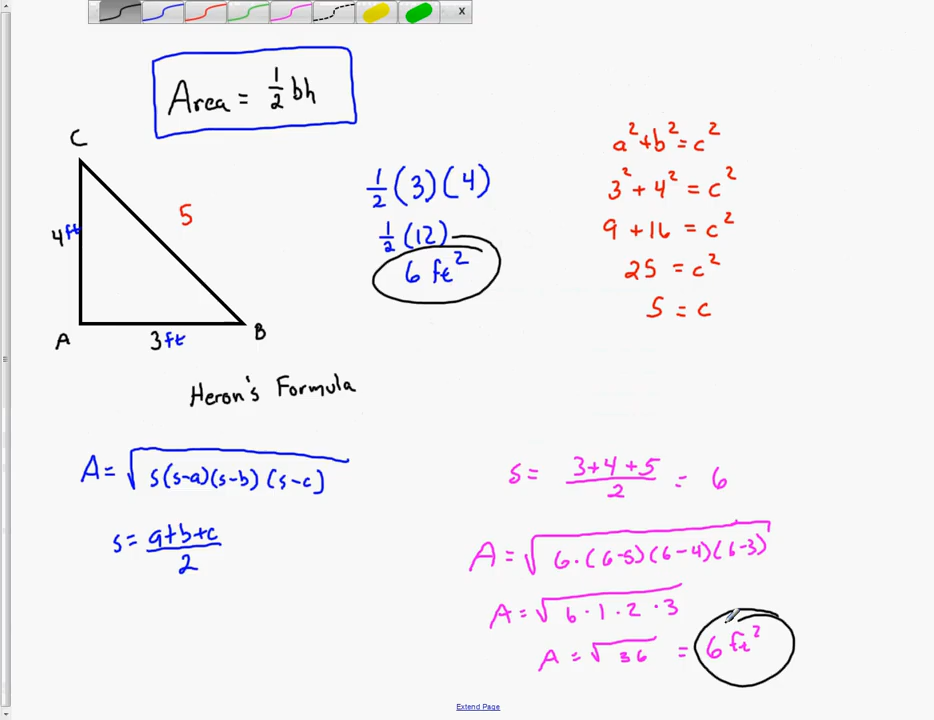 x
Area = 1/2 bh
C
4ft
5
A
3ft
B
1/2 (3)(4)
1/2 (12)
6 ft²
a² + b² = c²
3² + 4² = c²
9 + 16 = c²
25 = c²
5 = c
Heron's Formula
A = √s(s-a)(s-b)(s-c)
s = a+b+c/2
s = 3+4+5/2 = 6
A = √6·(6-5)(6-4)(6-3)
A = √6·1·2·3
A = √36 = 6 ft²
Extend Page